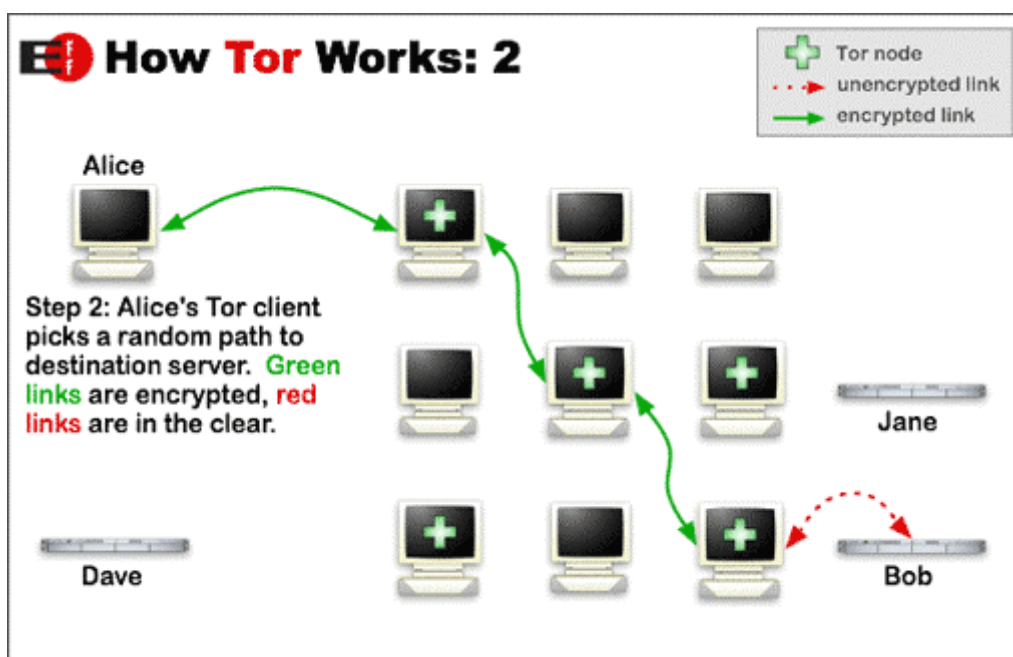 EFF How Tor Works: 2
Tor node
unencrypted link
encrypted link
Alice
Step 2: Alice's Tor client
picks a random path to
destination server. Green
links are encrypted, red
links are in the clear.
Jane
Dave
Bob